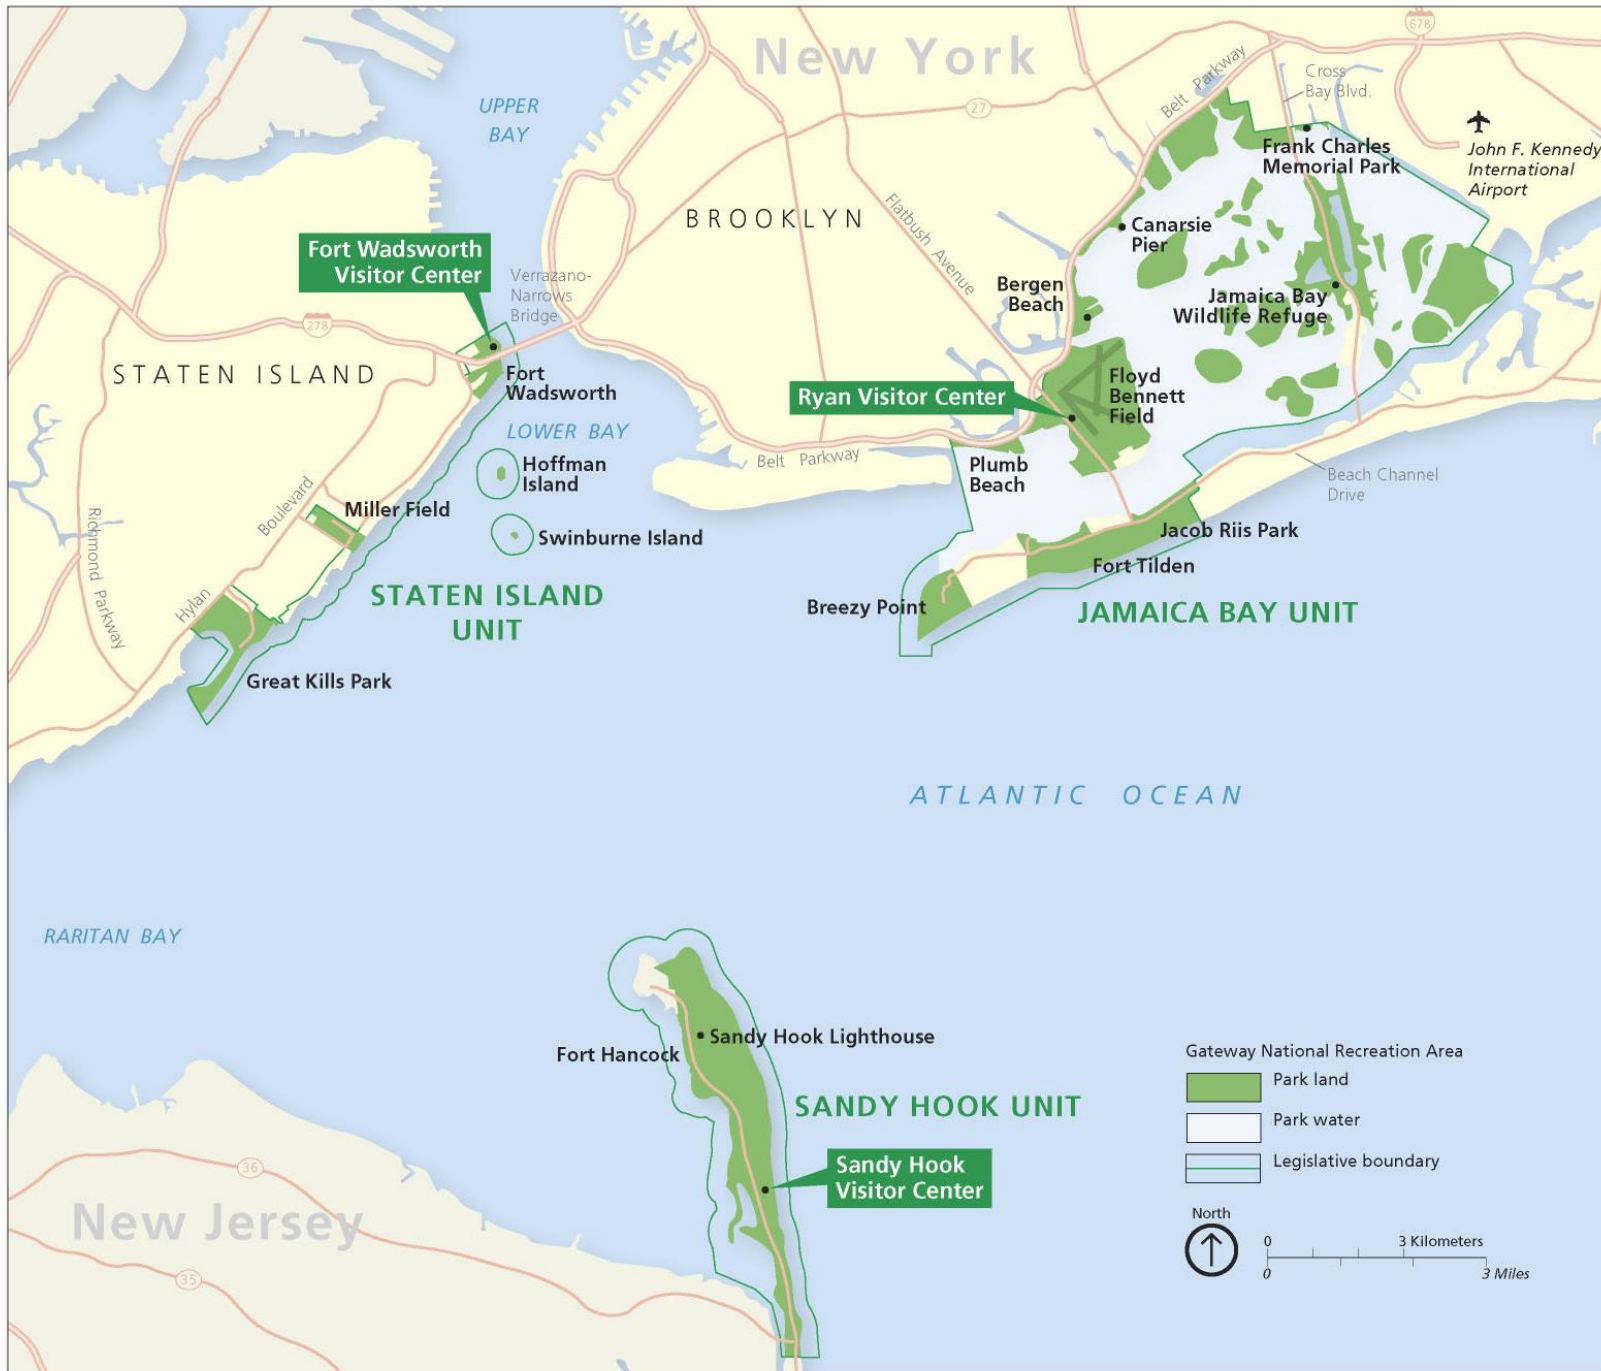 New York
678
UPPER
BAY
27
Belt Parkway
Cross
Bay Blvd.
John F. Kennedy
International
Airport
Frank Charles
Memorial Park
BROOKLYN
Flatbush Avenue
Canarsie
Pier
Fort Wadsworth
Visitor Center
Verrazano-
Narrows
Bridge
Bergen
Beach
Jamaica Bay
Wildlife Refuge
278
STATEN ISLAND
Fort
Wadsworth
Ryan Visitor Center
Floyd
Bennett
Field
LOWER BAY
Hoffman
Island
Belt Parkway
Plumb
Beach
Beach Channel
Drive
Boulevard
Miller Field
Swinburne Island
Richmond Parkway
Jacob Riis Park
Fort Tilden
Hylan
STATEN ISLAND
UNIT
Breezy Point
JAMAICA BAY UNIT
Great Kills Park
ATLANTIC OCEAN
RARITAN BAY
Sandy Hook Lighthouse
Fort Hancock
SANDY HOOK UNIT
Sandy Hook
Visitor Center
36
New Jersey
35
Gateway National Recreation Area
Park land
Park water
Legislative boundary
North
0 3 Kilometers
0 3 Miles